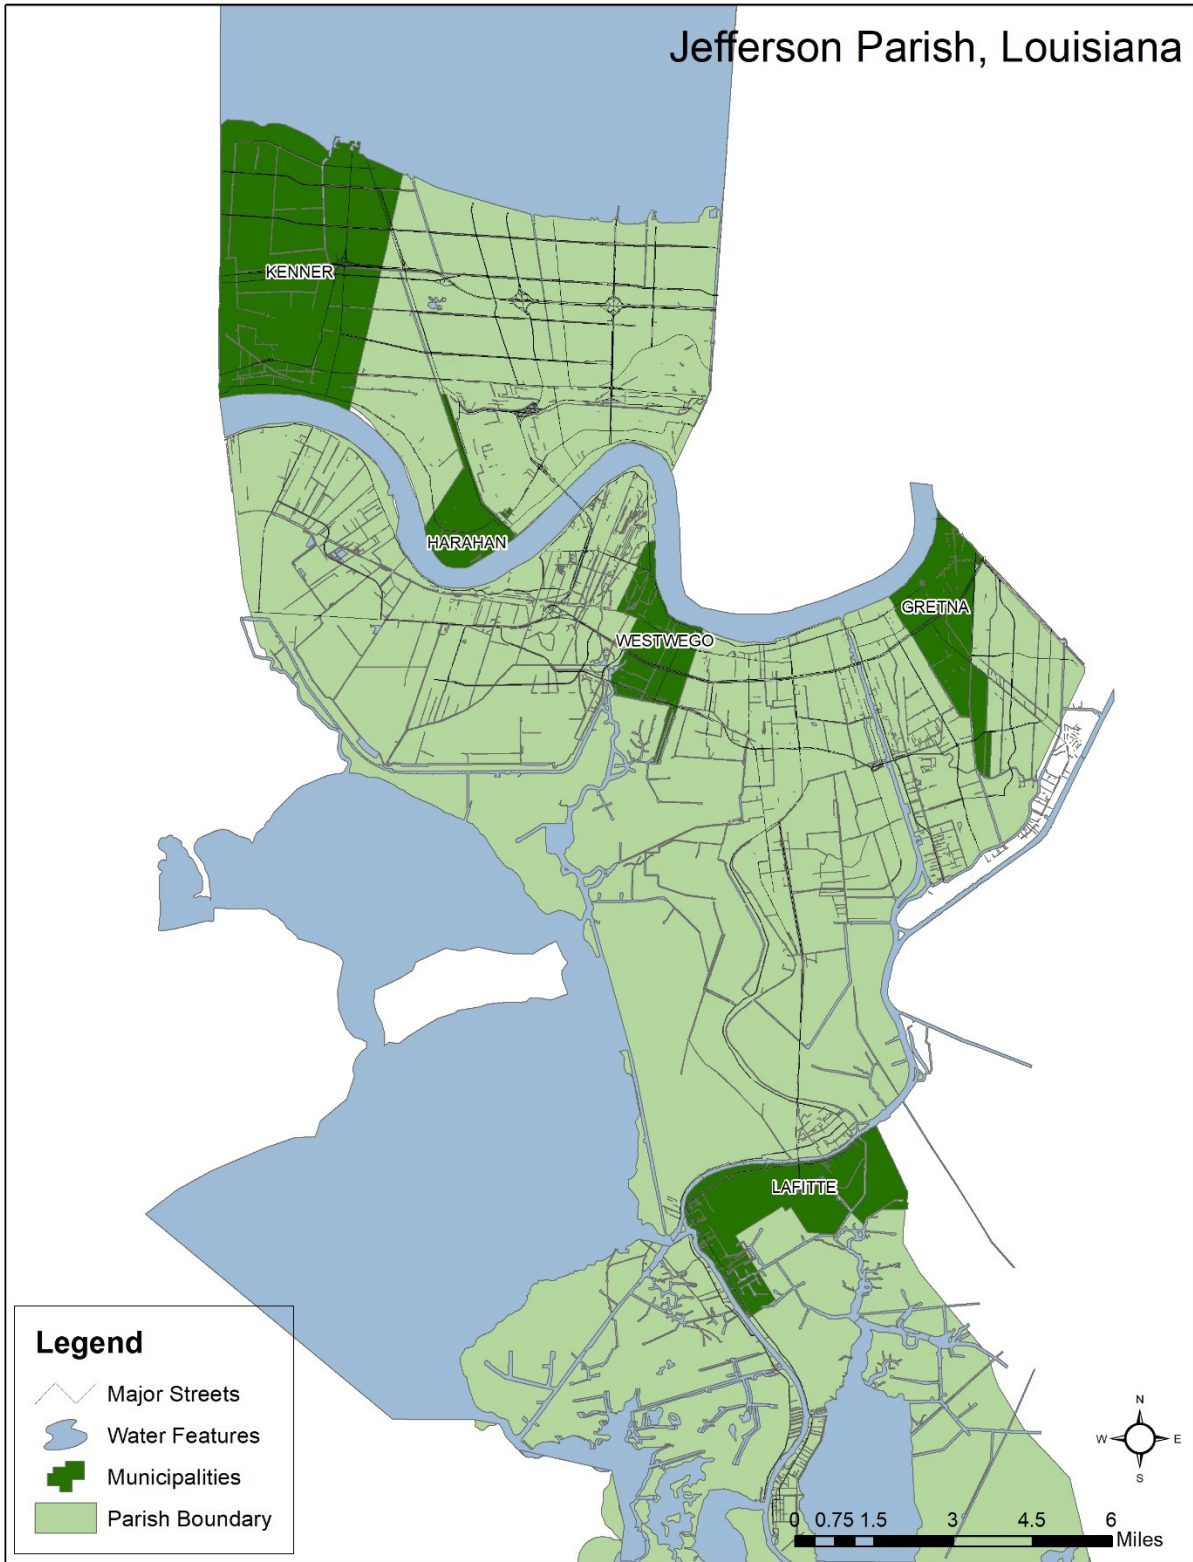 Jefferson Parish, Louisiana
KENNER
HARAHAN
GRETNA
WESTWEGO
LAFITTE
Legend
Major Streets
Water Features
Municipalities
Parish Boundary
N
W E
S
0 0.75 1.5 3 4.5 6
Miles